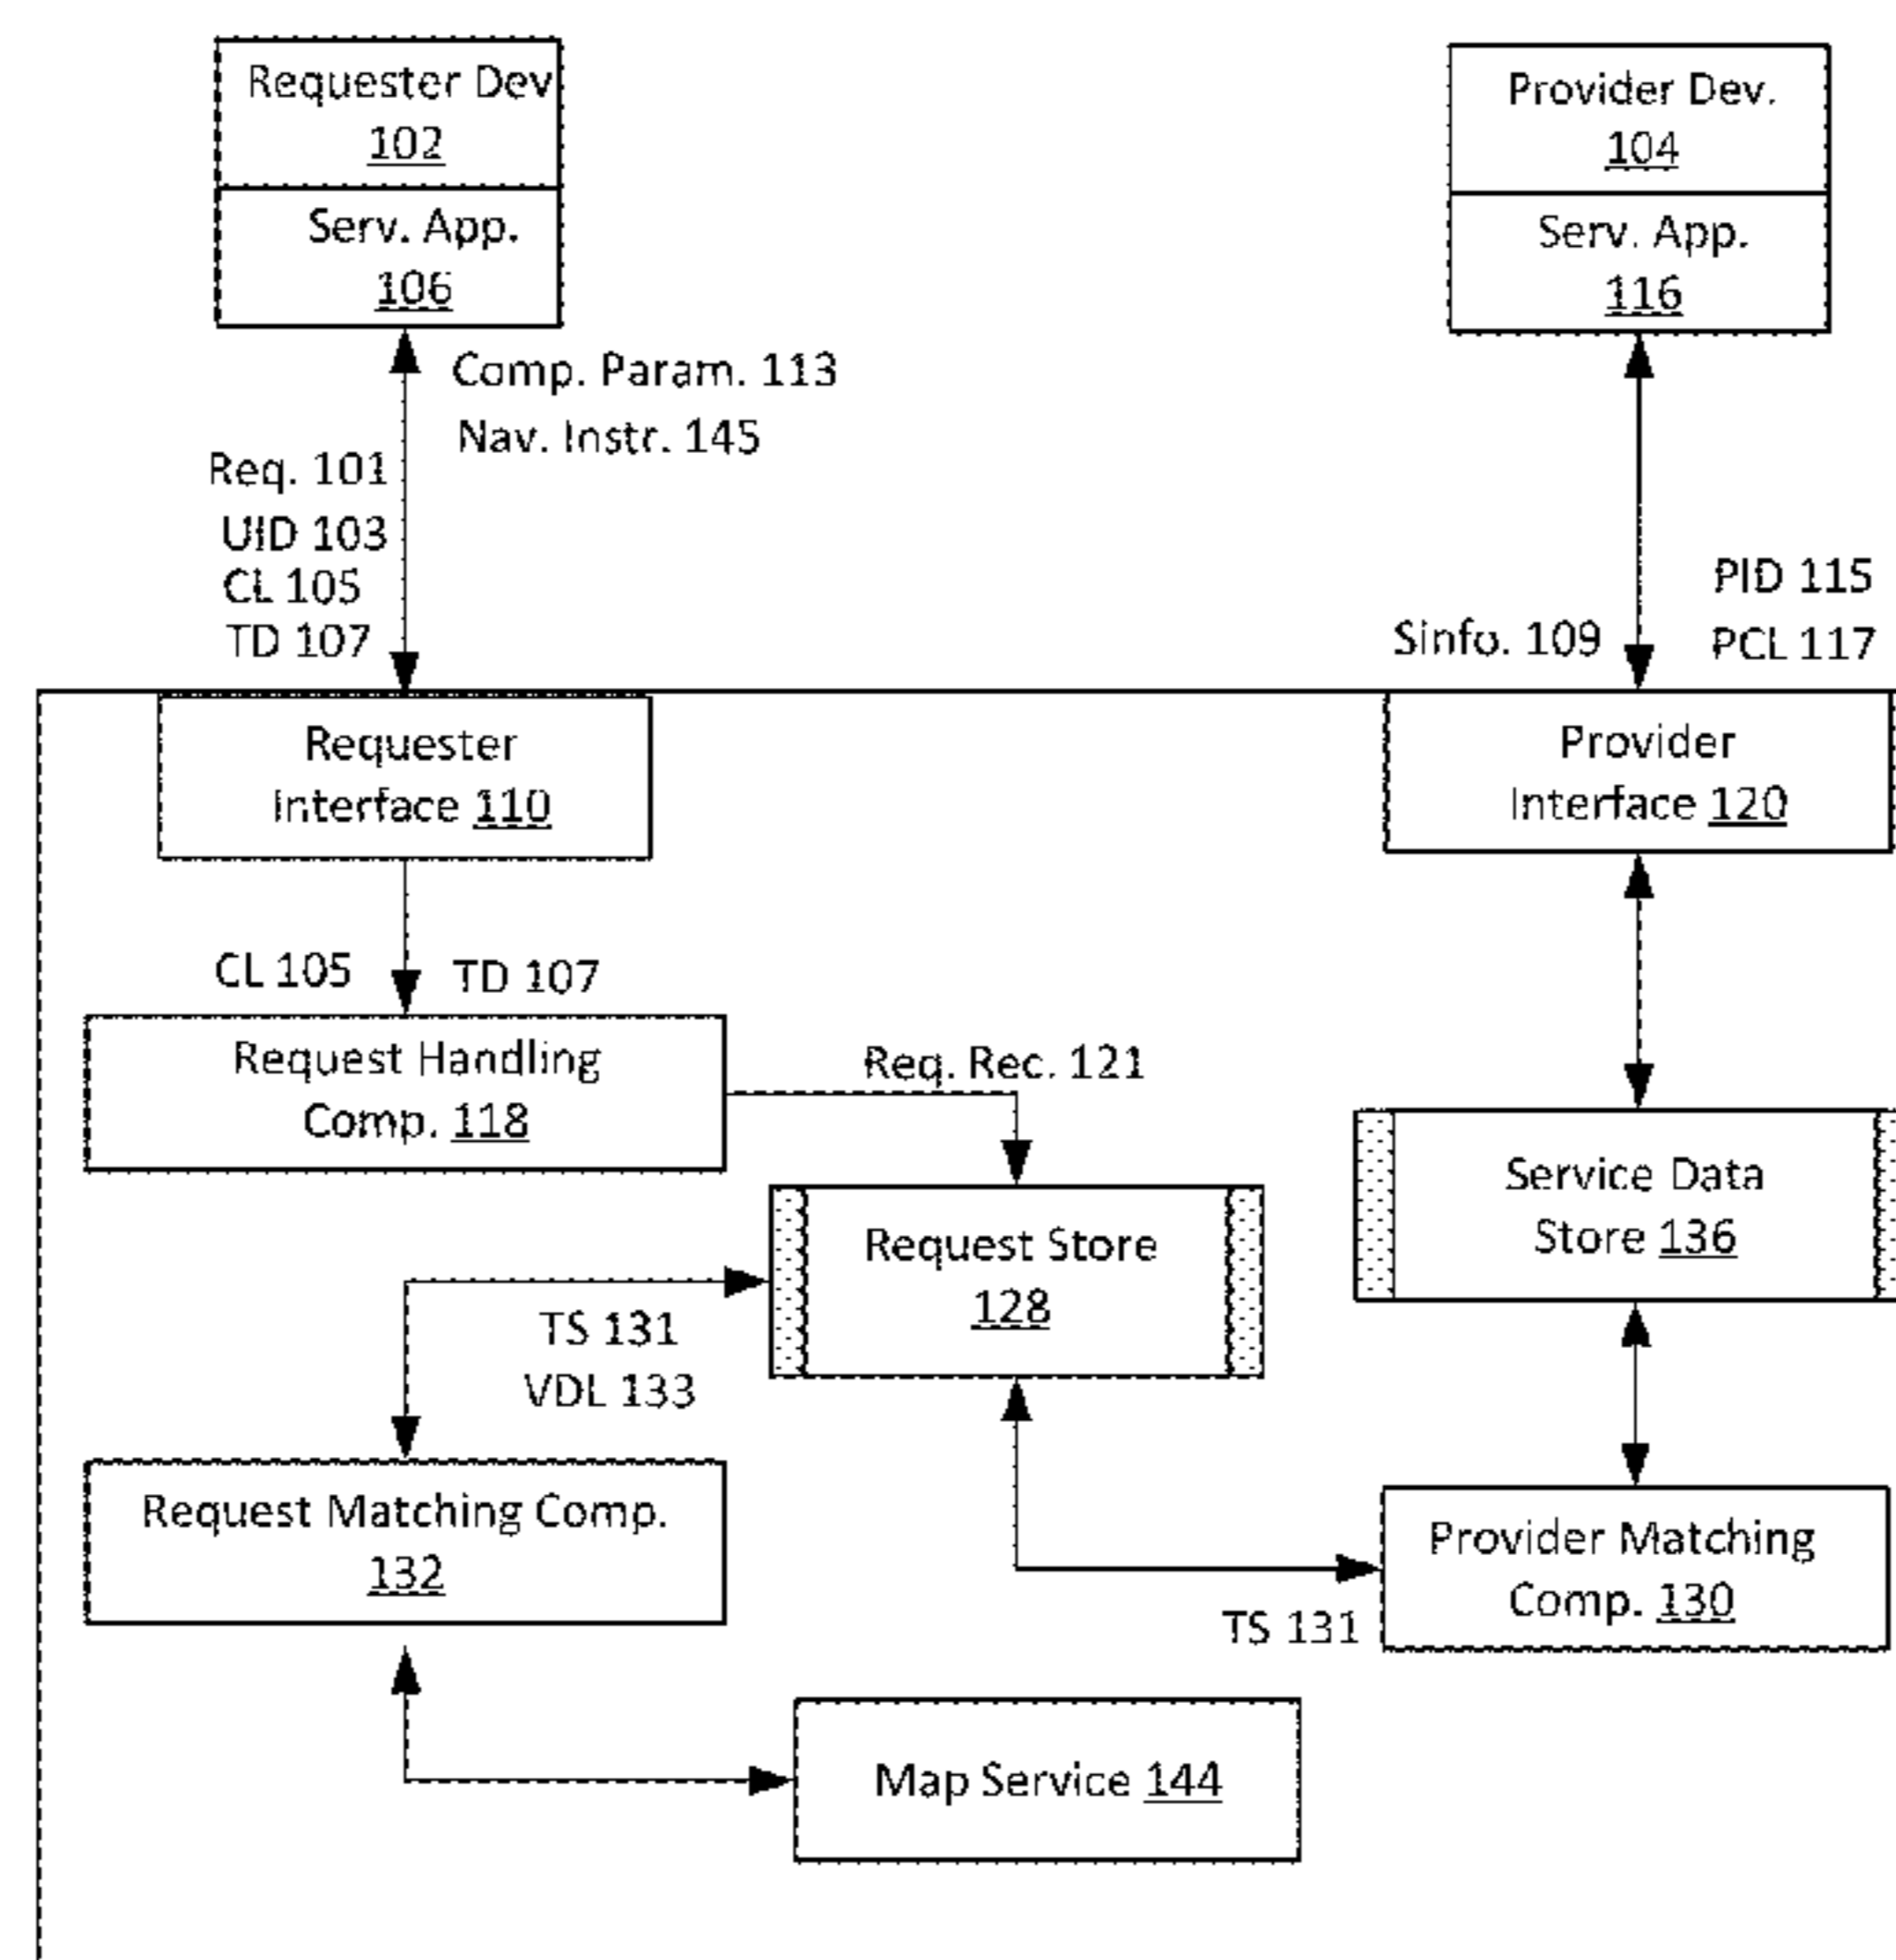 Requester Dev
102
Serv. App.
106
Provider Dev.
104
Serv. App.
116
Comp. Param. 113
Nav. Instr. 145
Req. 101
UID 103
CL 105
TD 107
Sinfo. 109
PID 115
PCL 117
Requester
Interface 110
Provider
Interface 120
CL 105
TD 107
Request Handling
Comp. 118
Req. Rec. 121
Request Store
128
Service Data
Store 136
TS 131
VDL 133
Request Matching Comp.
132
Provider Matching
Comp. 130
TS 131
Map Service 144